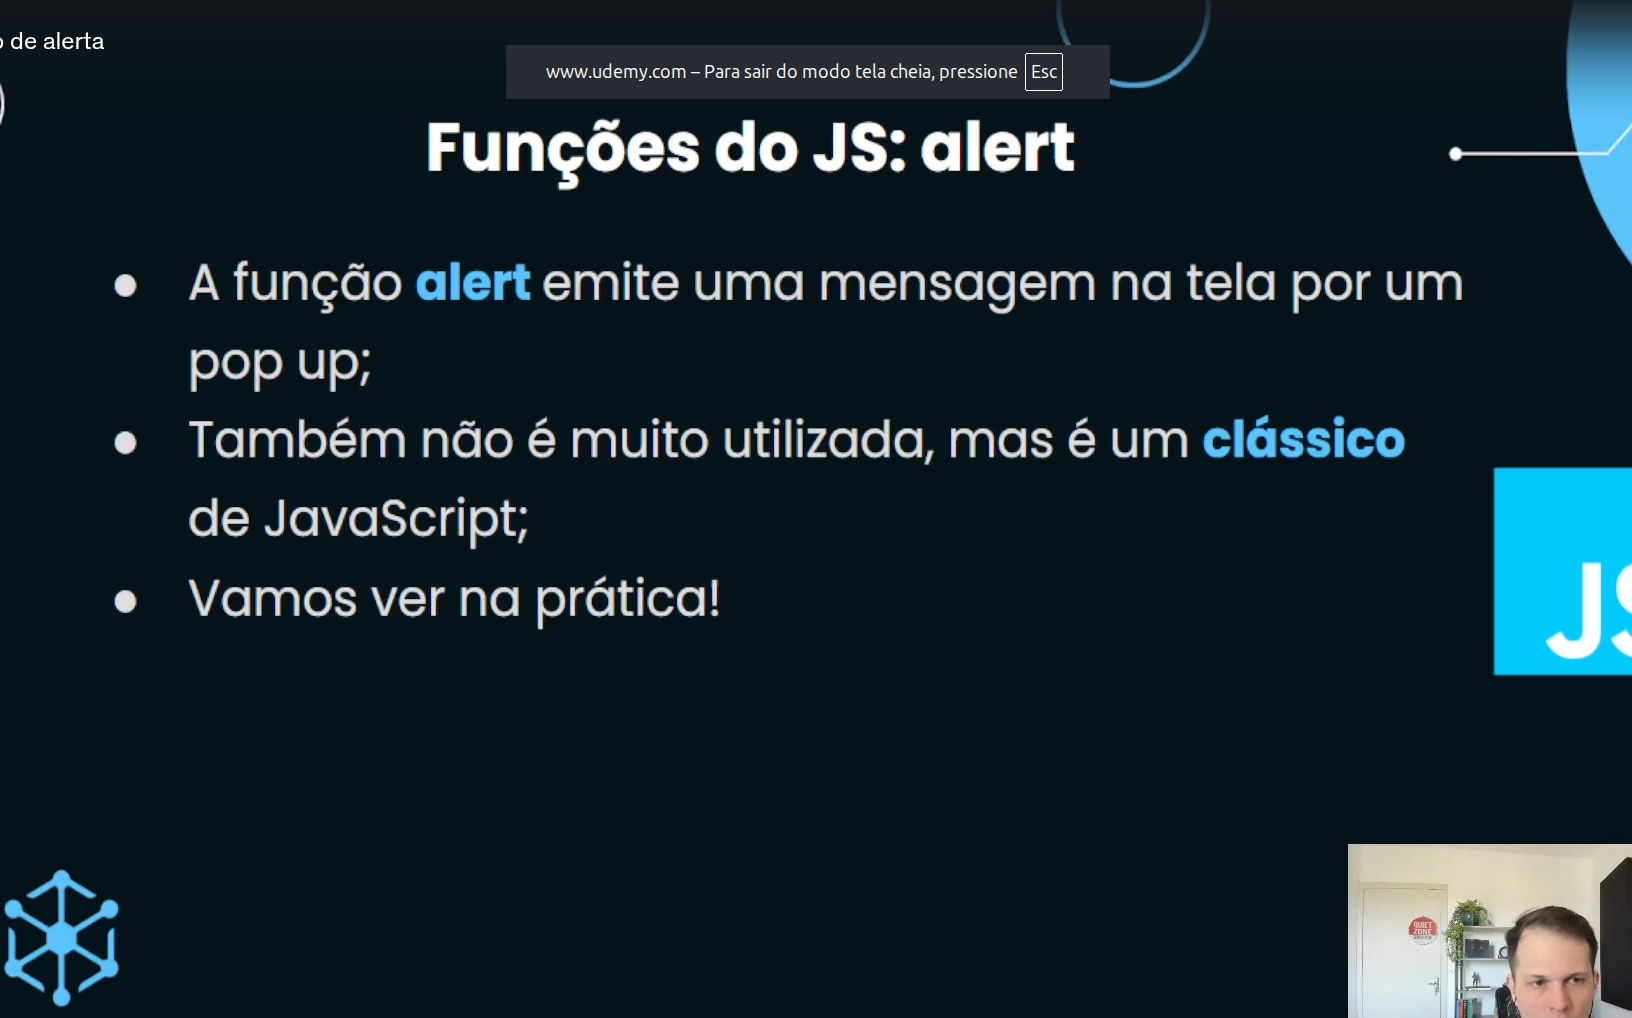 de alerta
www.udemy.com – Para sair do modo tela cheia, pressione Esc
Funções do JS: alert
A função alert emite uma mensagem na tela por um
pop up;
Também não é muito utilizada, mas é um clássico
de JavaScript;
Vamos ver na prática!
JS
QUIET
ZONE